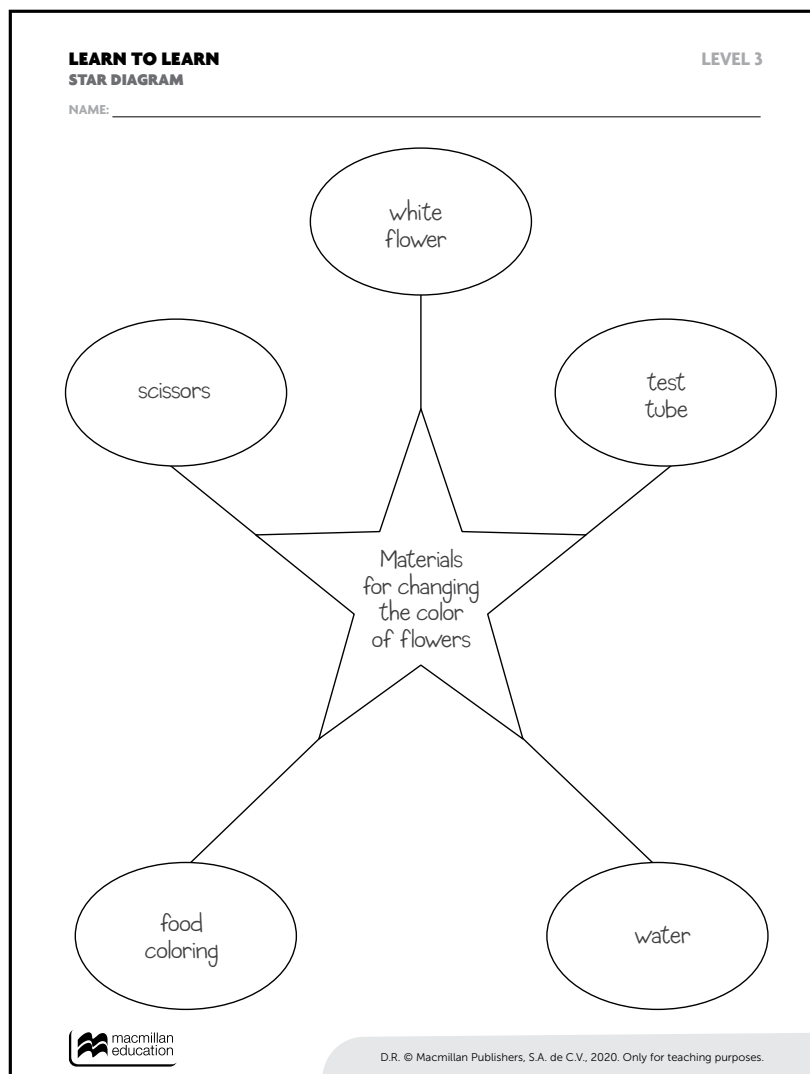 LEARN TO LEARN
LEVEL 3
STAR DIAGRAM
NAME:
white
flower
scissors
test
tube
Materials
for changing
the color
of flowers
food
coloring
water
macmillan
education
D.R. © Macmillan Publishers, S.A. de C.V., 2020. Only for teaching purposes.